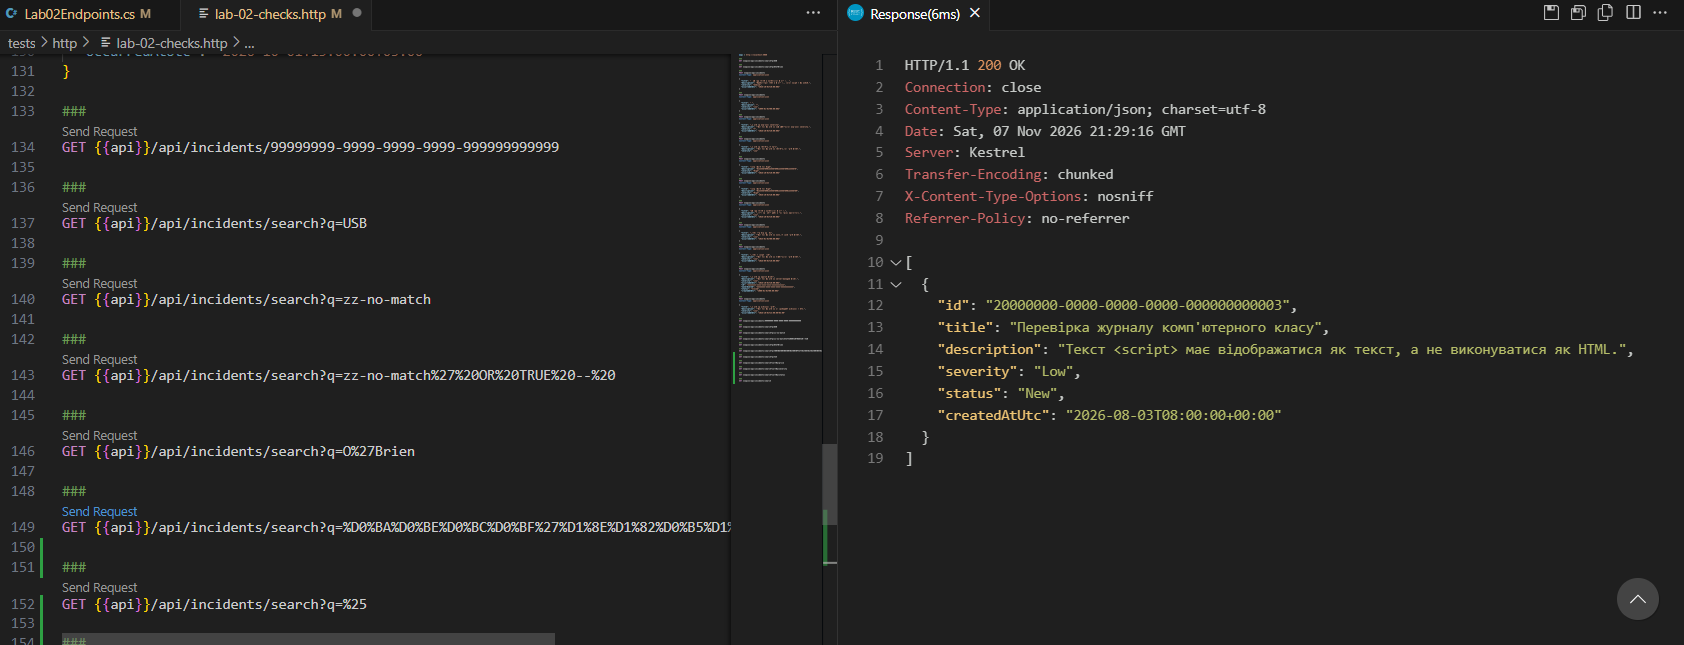 Lab02Endpoints.cs M
lab-02-checks.http M
tests > http > lab-02-checks.http > ...
131 }
132
133 ###
Send Request
134 GET {{api}}/api/incidents/99999999-9999-9999-9999-999999999999
135
136 ###
Send Request
137 GET {{api}}/api/incidents/search?q=USB
138
139 ###
Send Request
140 GET {{api}}/api/incidents/search?q=zz-no-match
141
142 ###
Send Request
143 GET {{api}}/api/incidents/search?q=zz-no-match%27%20OR%20TRUE%20--%20
144
145 ###
Send Request
146 GET {{api}}/api/incidents/search?q=O%27Brien
147
148 ###
Send Request
149 GET {{api}}/api/incidents/search?q=%D0%BA%D0%BE%D0%BC%D0%BF%27%D1%8E%D1%82%D0%B5%D1%
150
151 ###
Send Request
152 GET {{api}}/api/incidents/search?q=%25
153
154 ###
Response(6ms)
1 HTTP/1.1 200 OK
2 Connection: close
3 Content-Type: application/json; charset=utf-8
4 Date: Sat, 07 Nov 2026 21:29:16 GMT
5 Server: Kestrel
6 Transfer-Encoding: chunked
7 X-Content-Type-Options: nosniff
8 Referrer-Policy: no-referrer
9
10 [
11 {
12 "id": "20000000-0000-0000-0000-000000000003",
13 "title": "Перевірка журналу комп'ютерного класу",
14 "description": "Текст <script> має відображатися як текст, а не виконуватися як HTML.",
15 "severity": "Low",
16 "status": "New",
17 "createdAtUtc": "2026-08-03T08:00:00+00:00"
18 }
19 ]